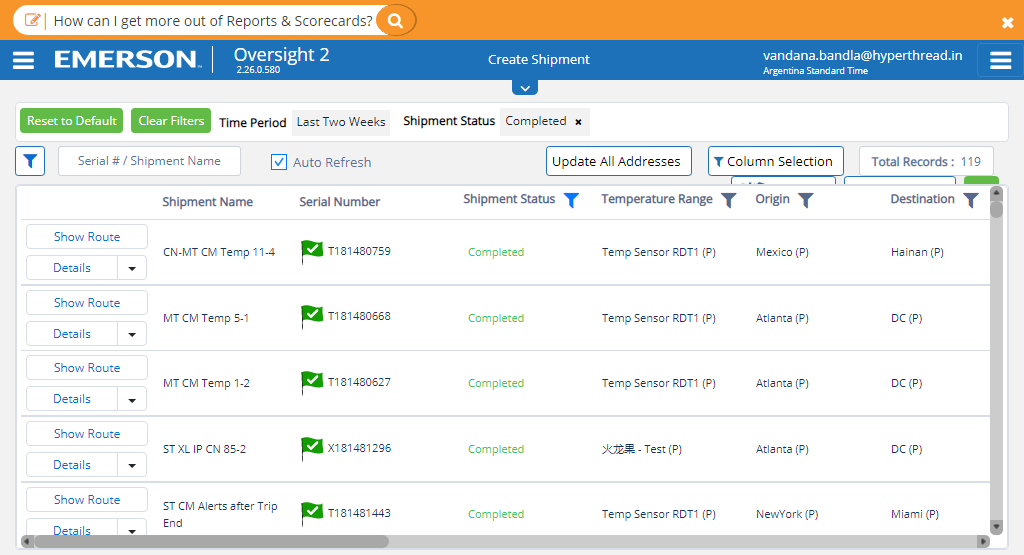 How can I get more out of Reports & Scorecards?
EMERSON
Oversight 2
2.26.0.580
Create Shipment
vandana.bandla@hyperthread.in
Argentina Standard Time
Reset to Default Clear Filters Time Period Last Two Weeks Shipment Status Completed ×
Serial # / Shipment Name Auto Refresh Update All Addresses Column Selection Total Records : 119
Shipment Name Serial Number Shipment Status Temperature Range Origin Destination
Show Route
Details
CN-MT CM Temp 11-4 T181480759 Completed Temp Sensor RDT1 (P) Mexico (P) Hainan (P)
Show Route
Details
MT CM Temp 5-1 T181480668 Completed Temp Sensor RDT1 (P) Atlanta (P) DC (P)
Show Route
Details
MT CM Temp 1-2 T181480627 Completed Temp Sensor RDT1 (P) Atlanta (P) DC (P)
Show Route
Details
ST XL IP CN 85-2 X181481296 Completed 火龙果 - Test (P) Atlanta (P) DC (P)
Show Route
Details
ST CM Alerts after Trip
End
T181481443 Completed Temp Sensor RDT1 (P) NewYork (P) Miami (P)